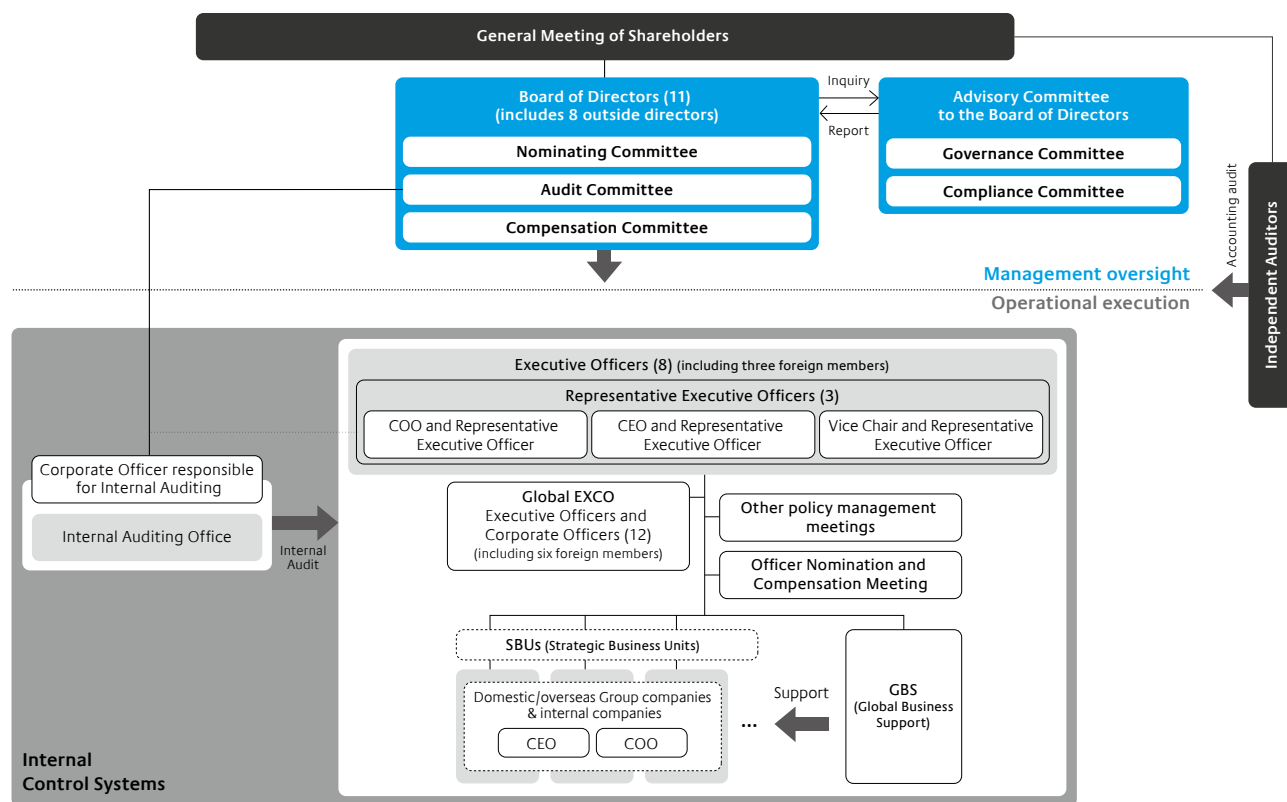 General Meeting of Shareholders
Board of Directors (11)
(includes 8 outside directors)
Nominating Committee
Audit Committee
Compensation Committee
Inquiry
Report
Advisory Committee
to the Board of Directors
Governance Committee
Compliance Committee
Accounting audit
Independent Auditors
Management oversight
Operational execution
Executive Officers (8) (including three foreign members)
Representative Executive Officers (3)
COO and Representative
Executive Officer
CEO and Representative
Executive Officer
Vice Chair and Representative
Executive Officer
Corporate Officer responsible
for Internal Auditing
Internal Auditing Office
Internal
Audit
Global EXCO
Executive Officers and
Corporate Officers (12)
(including six foreign members)
Other policy management
meetings
Officer Nomination and
Compensation Meeting
SBUs (Strategic Business Units)
Domestic/overseas Group companies
& internal companies
CEO
COO
...
Support
GBS
(Global Business
Support)
Internal
Control Systems